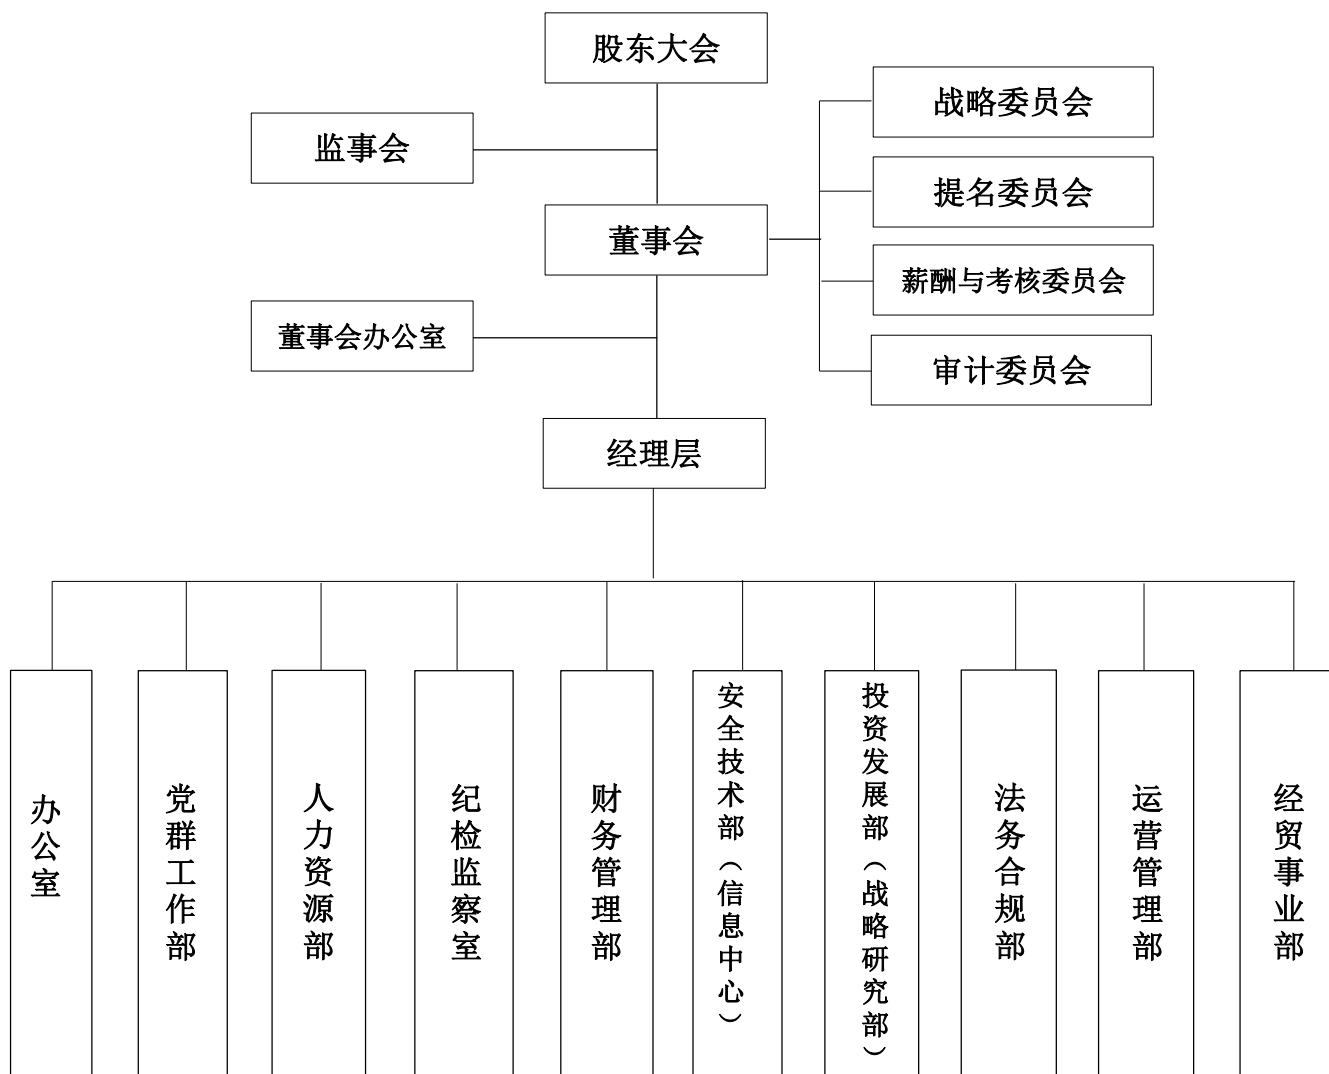 股东大会
战略委员会
监事会
提名委员会
董事会
薪酬与考核委员会
董事会办公室
审计委员会
经理层
办公室
党群工作部
人力资源部
纪检监察室
财务管理部
安全技术部（信息中心）
投资发展部（战略研究部）
法务合规部
运营管理部
经贸事业部